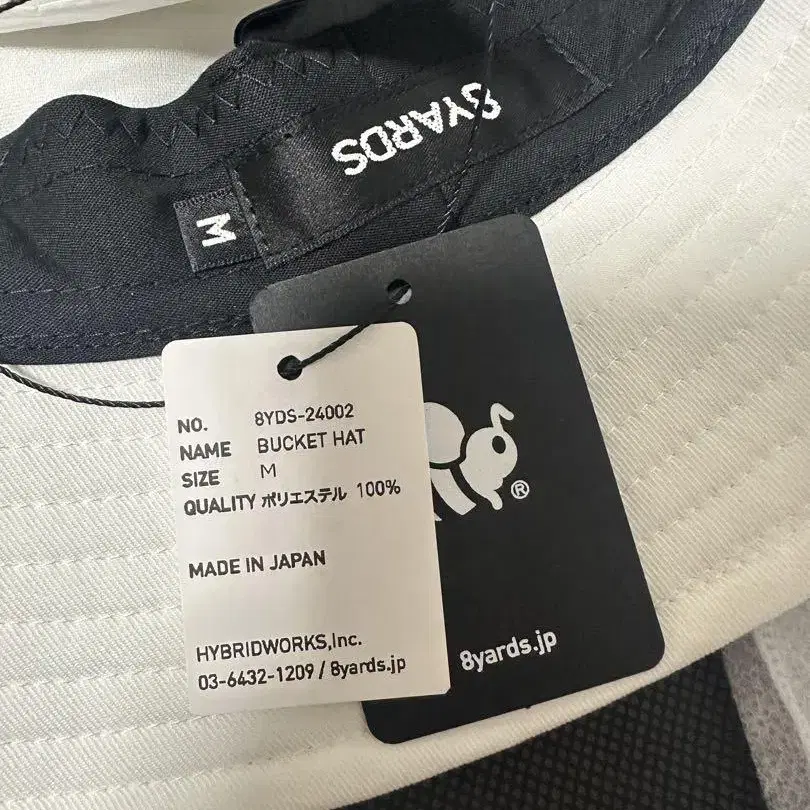 8YARDS
M
NO. 8YDS-24002
NAME BUCKET HAT
SIZE M
QUALITY ポリエステル 100%
MADE IN JAPAN
HYBRIDWORKS,Inc.
03-6432-1209 / 8yards.jp
®
8yards.jp